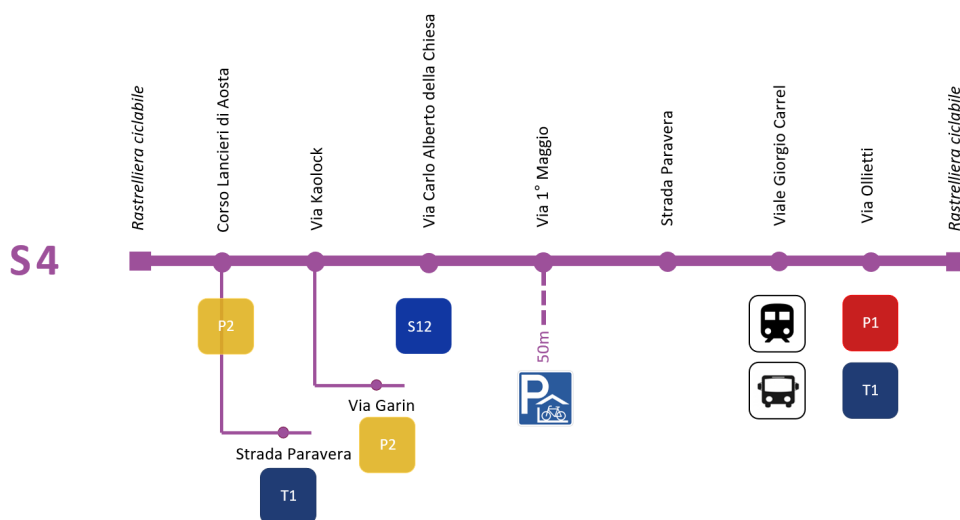 Rastrelliera ciclabile
Corso Lancieri di Aosta
Via Kaolock
Via Carlo Alberto della Chiesa
Via 1° Maggio
Strada Paravera
Viale Giorgio Carrel
Via Ollietti
Rastrelliera ciclabile
S4
P2
S12
50m
P1
P
T1
Via Garin
P2
Strada Paravera
T1